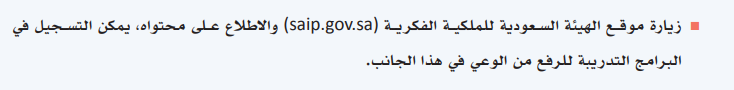 ▪ زيارة موقع الهيئة السعودية للملكية الفكرية (saip.gov.sa) والاطلاع على محتواه، يمكن التسجيل في
البرامج التدريبة للرفع من الوعي في هذا الجانب.